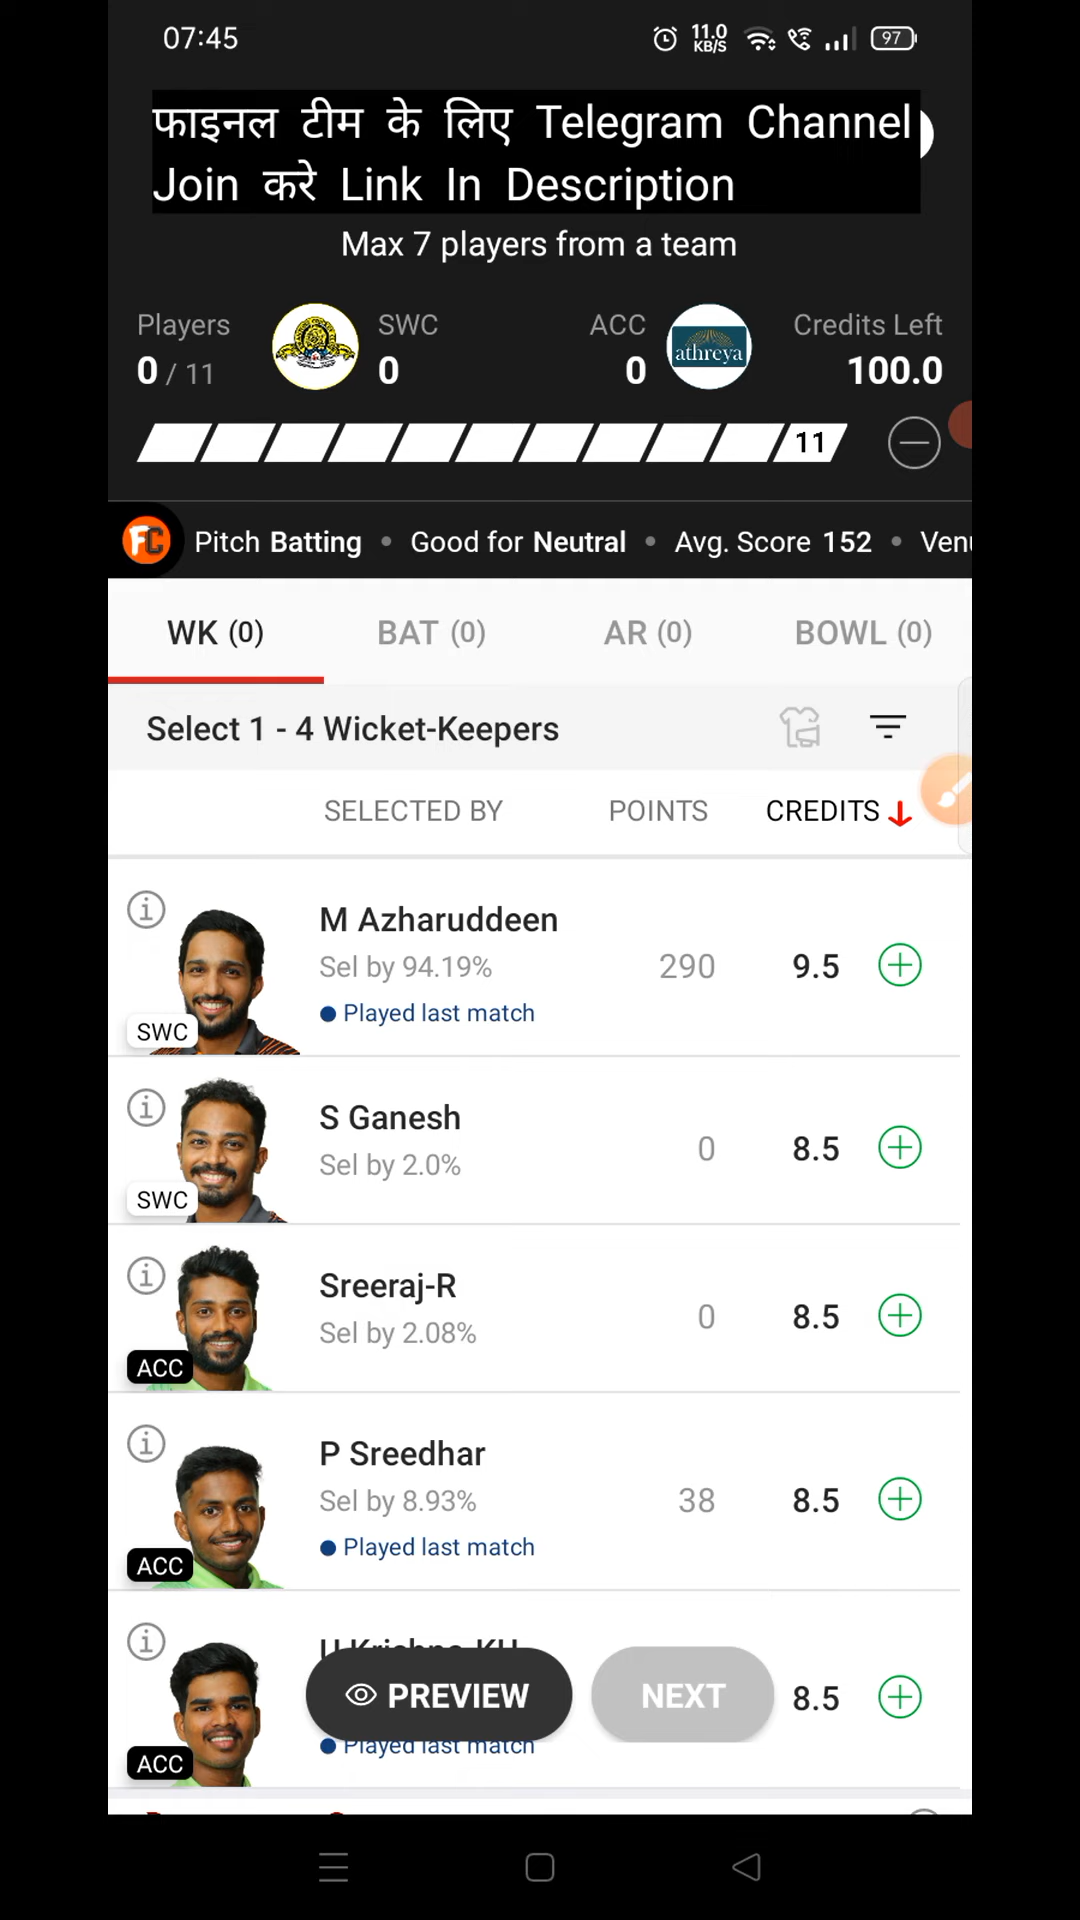 07:45
11.0
KB/S
97
फाइनल टीम के लिए Telegram Channel
Join करे Link In Description
Max 7 players from a team
Players
0 / 11
SWC
0
ACC
0
athreya
Credits Left
100.0
11
FC
Pitch Batting • Good for Neutral • Avg. Score 152 •
WK (0) BAT (0) AR (0) BOWL (0)
Select 1 - 4 Wicket-Keepers
SELECTED BY POINTS CREDITS
M Azharuddeen
Sel by 94.19% 290 9.5
Played last match
SWC
S Ganesh
Sel by 2.0% 0 8.5
SWC
Sreeraj-R
Sel by 2.08% 0 8.5
ACC
P Sreedhar
Sel by 8.93% 38 8.5
Played last match
ACC
PREVIEW NEXT 8.5
Played last match
ACC